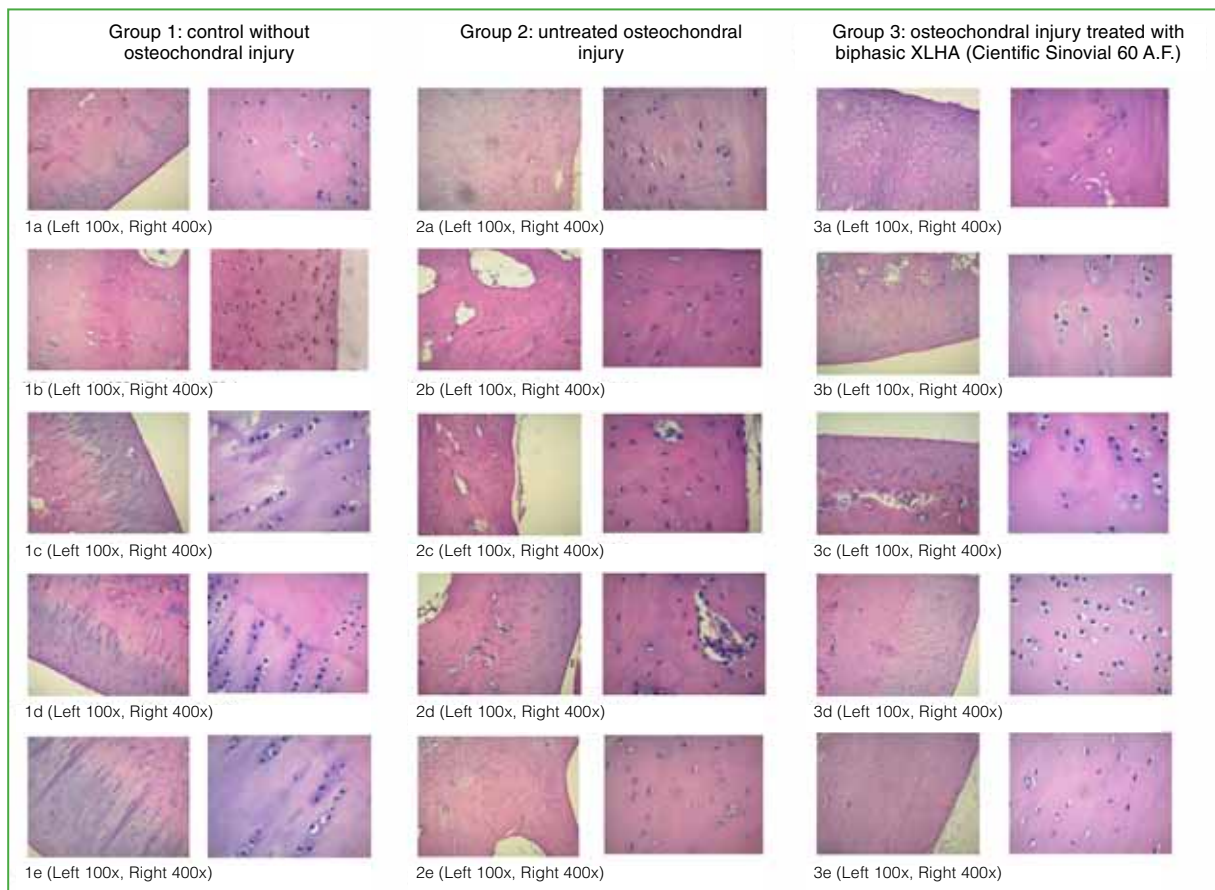 Group 1: control without
osteochondral injury
Group 2: untreated osteochondral
injury
Group 3: osteochondral injury treated with
biphasic XLHA (Cientific Sinovial 60 A.F.)
1a (Left 100x, Right 400x)
2a (Left 100x, Right 400x)
3a (Left 100x, Right 400x)
1b (Left 100x, Right 400x)
2b (Left 100x, Right 400x)
3b (Left 100x, Right 400x)
1c (Left 100x, Right 400x)
2c (Left 100x, Right 400x)
3c (Left 100x, Right 400x)
1d (Left 100x, Right 400x)
2d (Left 100x, Right 400x)
3d (Left 100x, Right 400x)
1e (Left 100x, Right 400x)
2e (Left 100x, Right 400x)
3e (Left 100x, Right 400x)